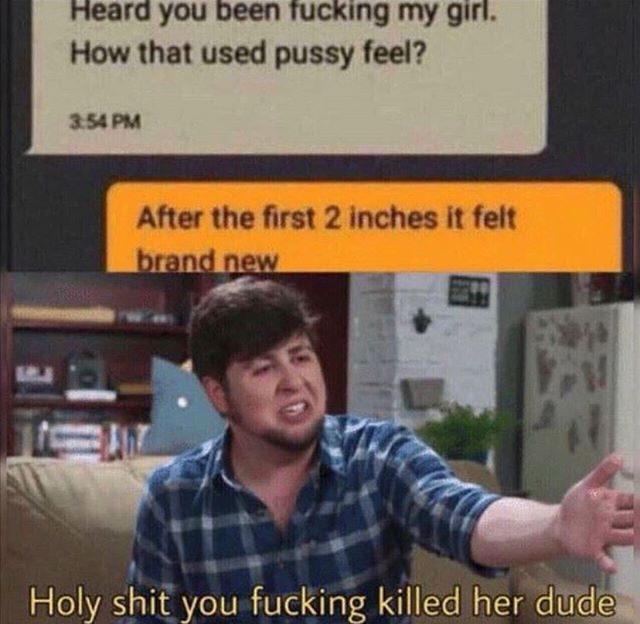 Heard you been fucking my girl.
How that used pussy feel?
3:54 PM
After the first 2 inches it felt
brand new
Holy shit you fucking killed her dude